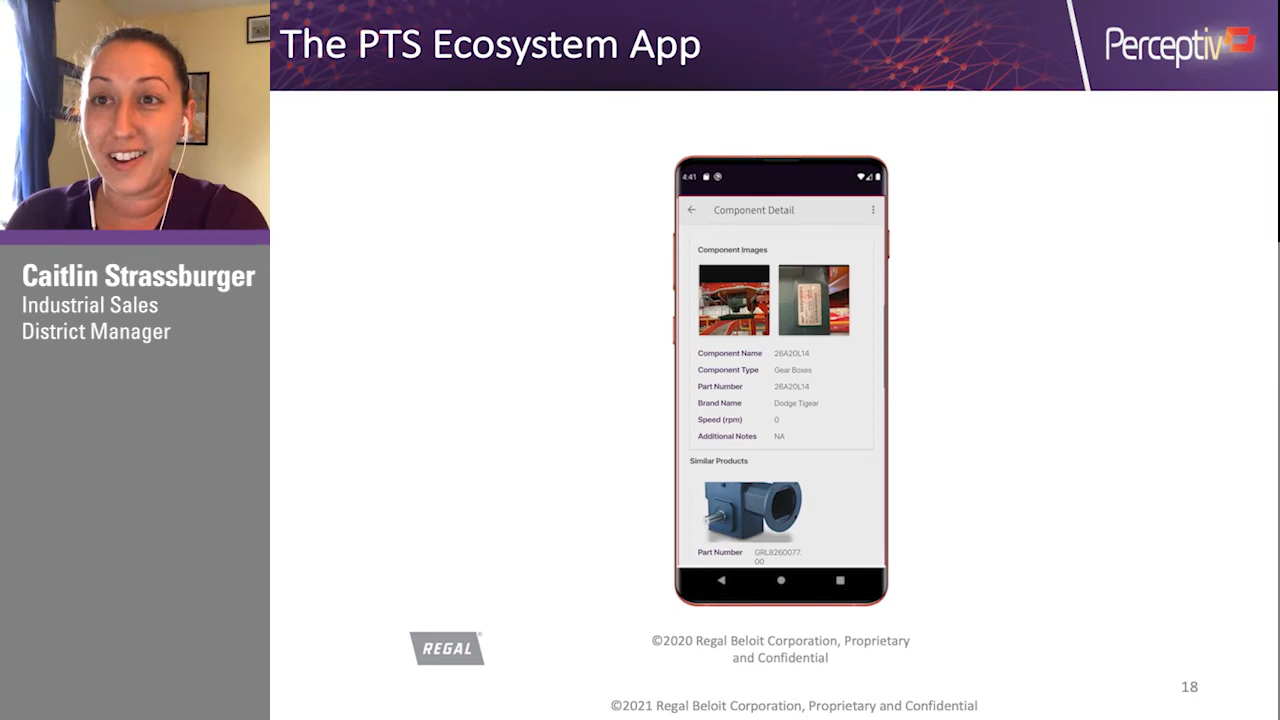 The PTS Ecosystem App
Perceptiv
Caitlin Strassburger
Industrial Sales
District Manager
4:41
Component Detail
Component Images
Component Name 26A20L14
Component Type Gear Boxes
Part Number 26A20L14
Brand Name Dodge Tigear
Speed (rpm) 0
Additional Notes NA
Similar Products
Part Number GRL8260077.
00
REGAL®
©2020 Regal Beloit Corporation, Proprietary
and Confidential
18
©2021 Regal Beloit Corporation, Proprietary and Confidential